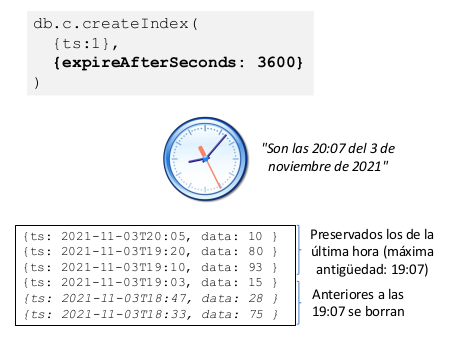 db.c.createIndex(
{ts:1},
{expireAfterSeconds: 3600}
)
"Son las 20:07 del 3 de
noviembre de 2021"
{ts: 2021-11-03T20:05, data: 10 }
{ts: 2021-11-03T19:20, data: 80 }
{ts: 2021-11-03T19:10, data: 93 }
{ts: 2021-11-03T19:03, data: 15 }
{ts: 2021-11-03T18:47, data: 28 }
{ts: 2021-11-03T18:33, data: 75 }
Preservados los de la
última hora (máxima
antigüedad: 19:07)
Anteriores a las
19:07 se borran